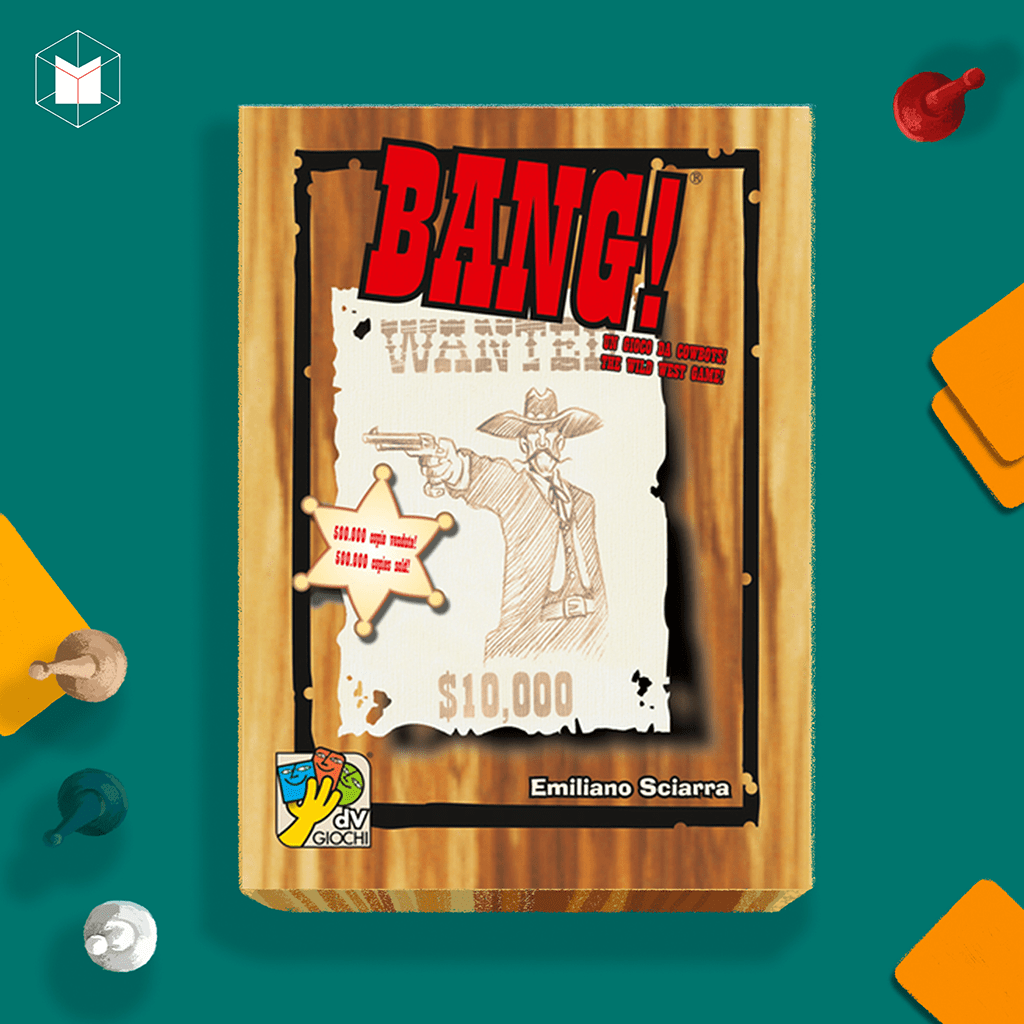 BANG!®
WANTED
UN GIOCO DA COWBOYS!
THE WILD WEST GAME!
500.000 copie vendute!
500.000 copies sold!
$10,000
Emiliano Sciarra
dV
GIOCHI